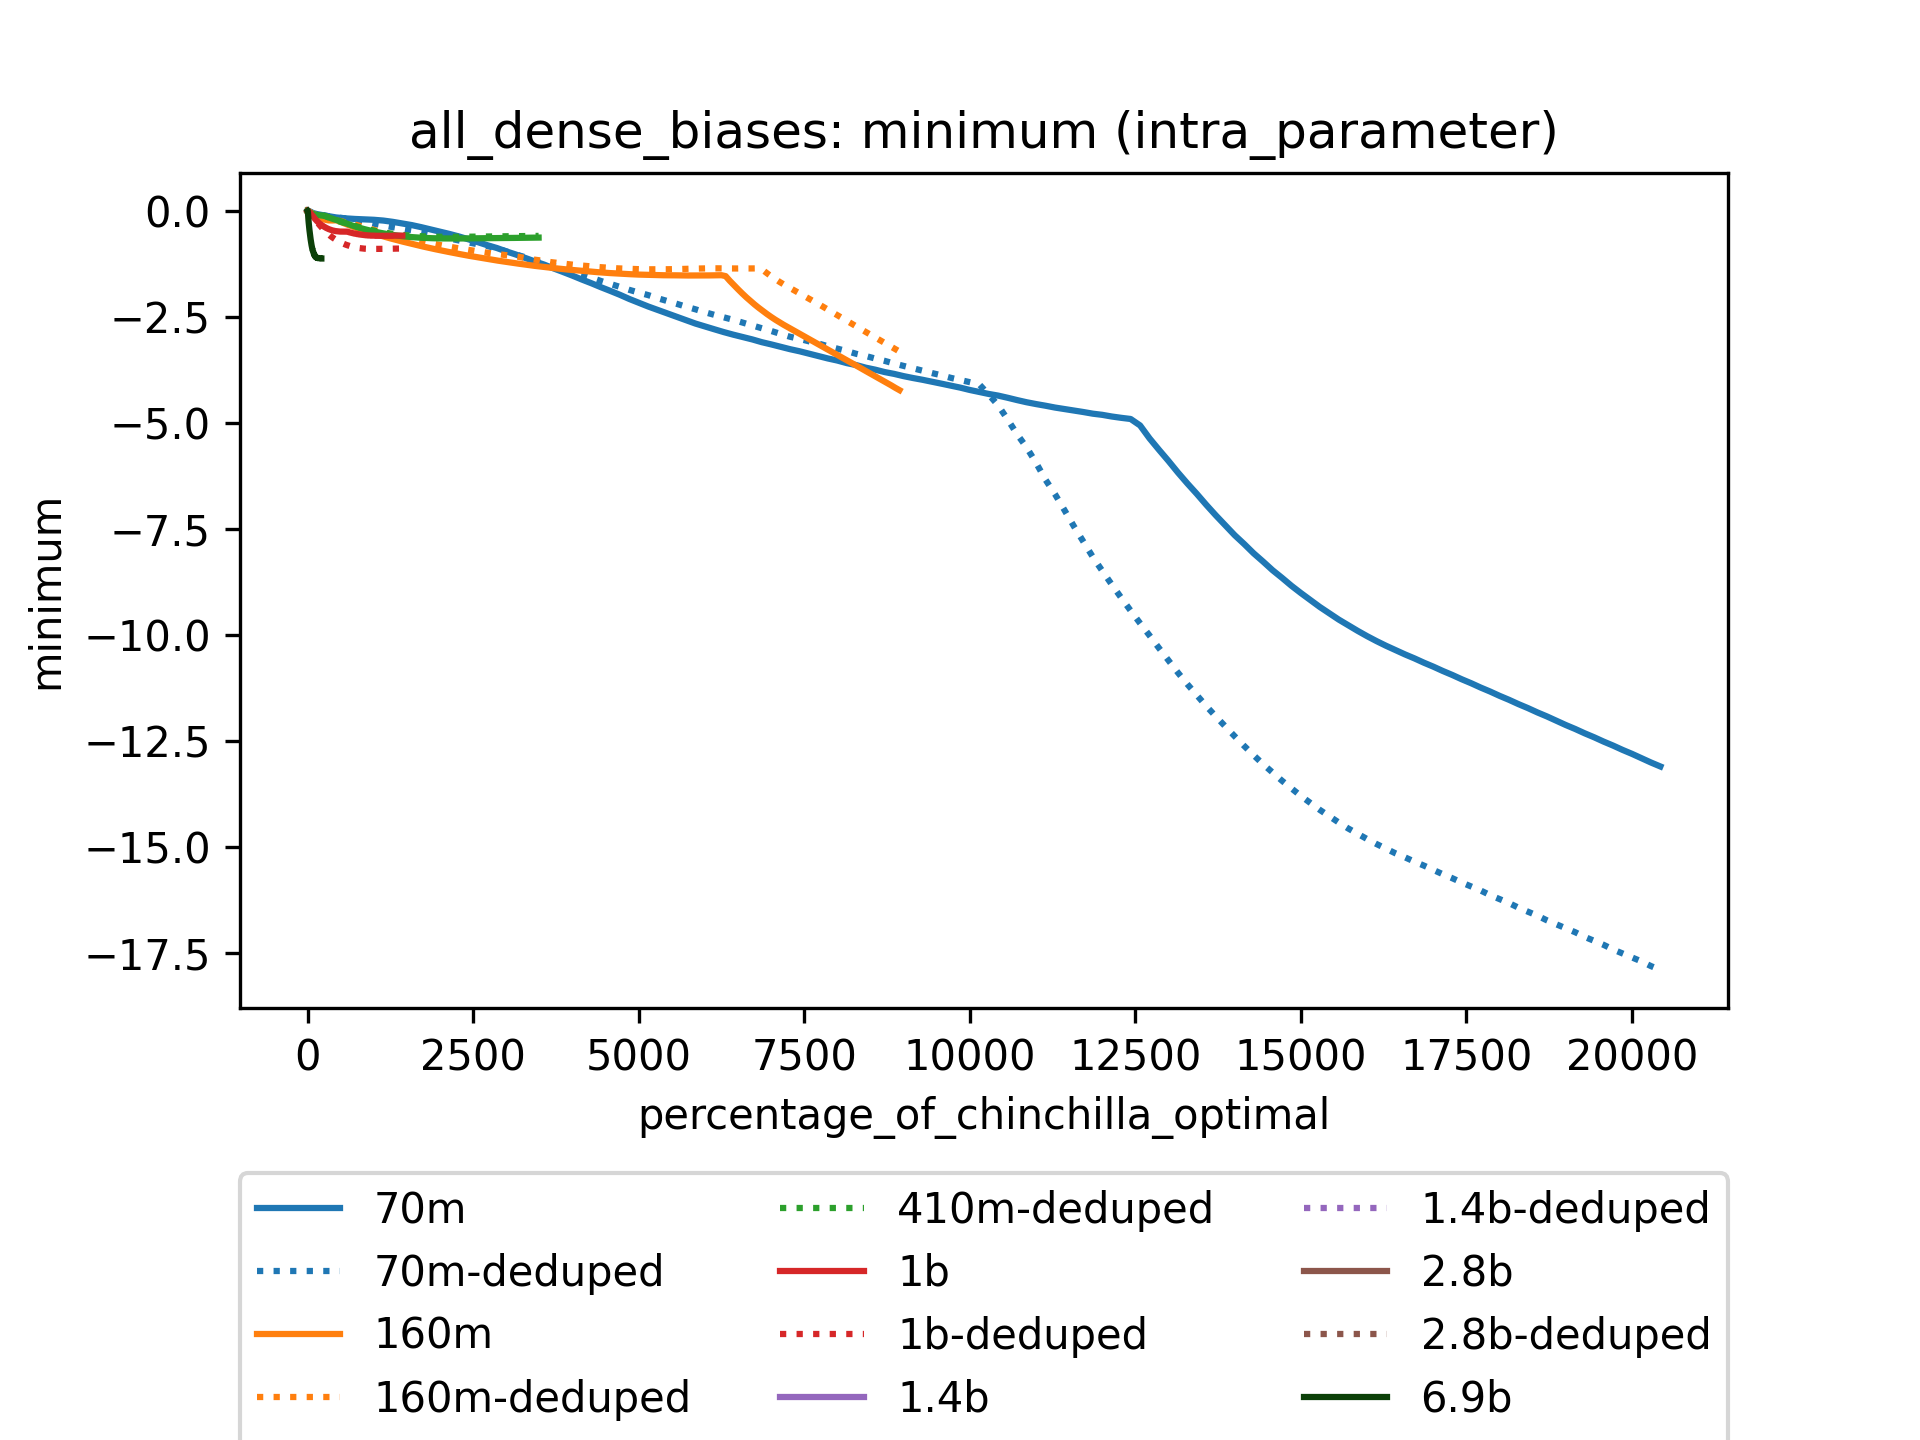 all_dense_biases: minimum (intra_parameter)
0.0
−2.5
−5.0
−7.5
−10.0
−12.5
−15.0
−17.5
minimum
0 2500 5000 7500 10000 12500 15000 17500 20000
percentage_of_chinchilla_optimal
70m 410m-deduped 1.4b-deduped
70m-deduped 1b 2.8b
160m 1b-deduped 2.8b-deduped
160m-deduped 1.4b 6.9b